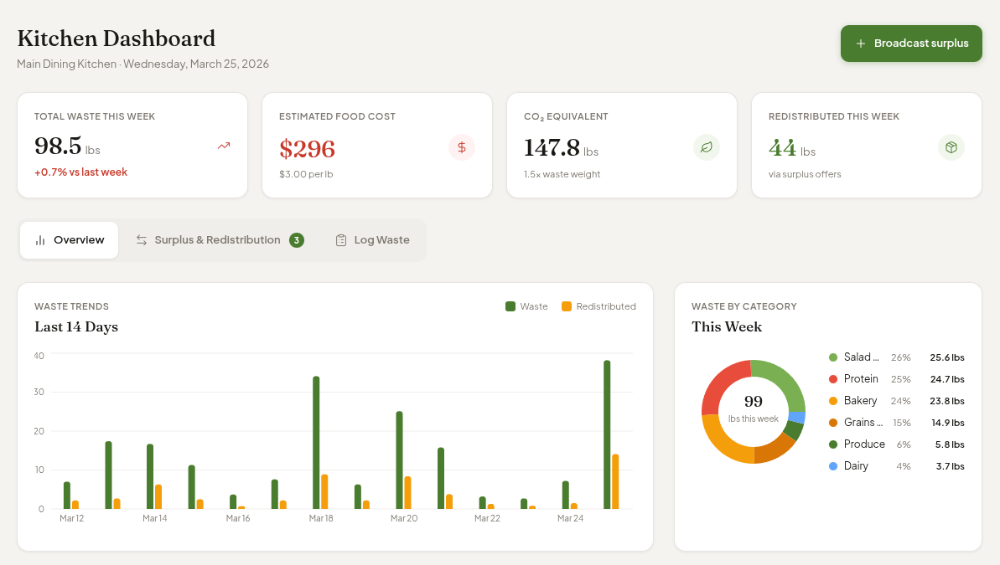 Kitchen Dashboard
Main Dining Kitchen · Wednesday, March 25, 2026
Broadcast surplus
TOTAL WASTE THIS WEEK
98.5 lbs
+0.7% vs last week
ESTIMATED FOOD COST
$296
$3.00 per lb
CO₂ EQUIVALENT
147.8 lbs
1.5× waste weight
REDISTRIBUTED THIS WEEK
44 lbs
via surplus offers
Overview
Surplus & Redistribution 3
Log Waste
WASTE TRENDS
Last 14 Days
Waste
Redistributed
40
30
20
10
0
Mar 12
Mar 14
Mar 16
Mar 18
Mar 20
Mar 22
Mar 24
WASTE BY CATEGORY
This Week
99
lbs this week
Salad ... 26% 25.6 lbs
Protein 25% 24.7 lbs
Bakery 24% 23.8 lbs
Grains ... 15% 14.9 lbs
Produce 6% 5.8 lbs
Dairy 4% 3.7 lbs